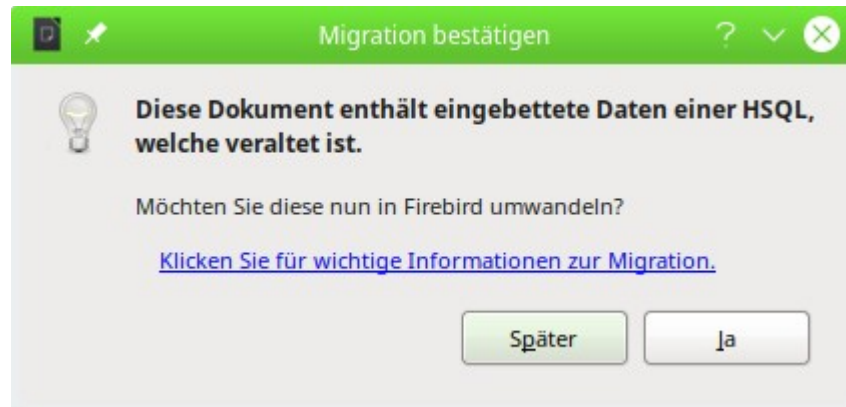 Migration bestätigen
Diese Dokument enthält eingebettete Daten einer HSQL,
welche veraltet ist.
Möchten Sie diese nun in Firebird umwandeln?
Klicken Sie für wichtige Informationen zur Migration.
Später
Ja